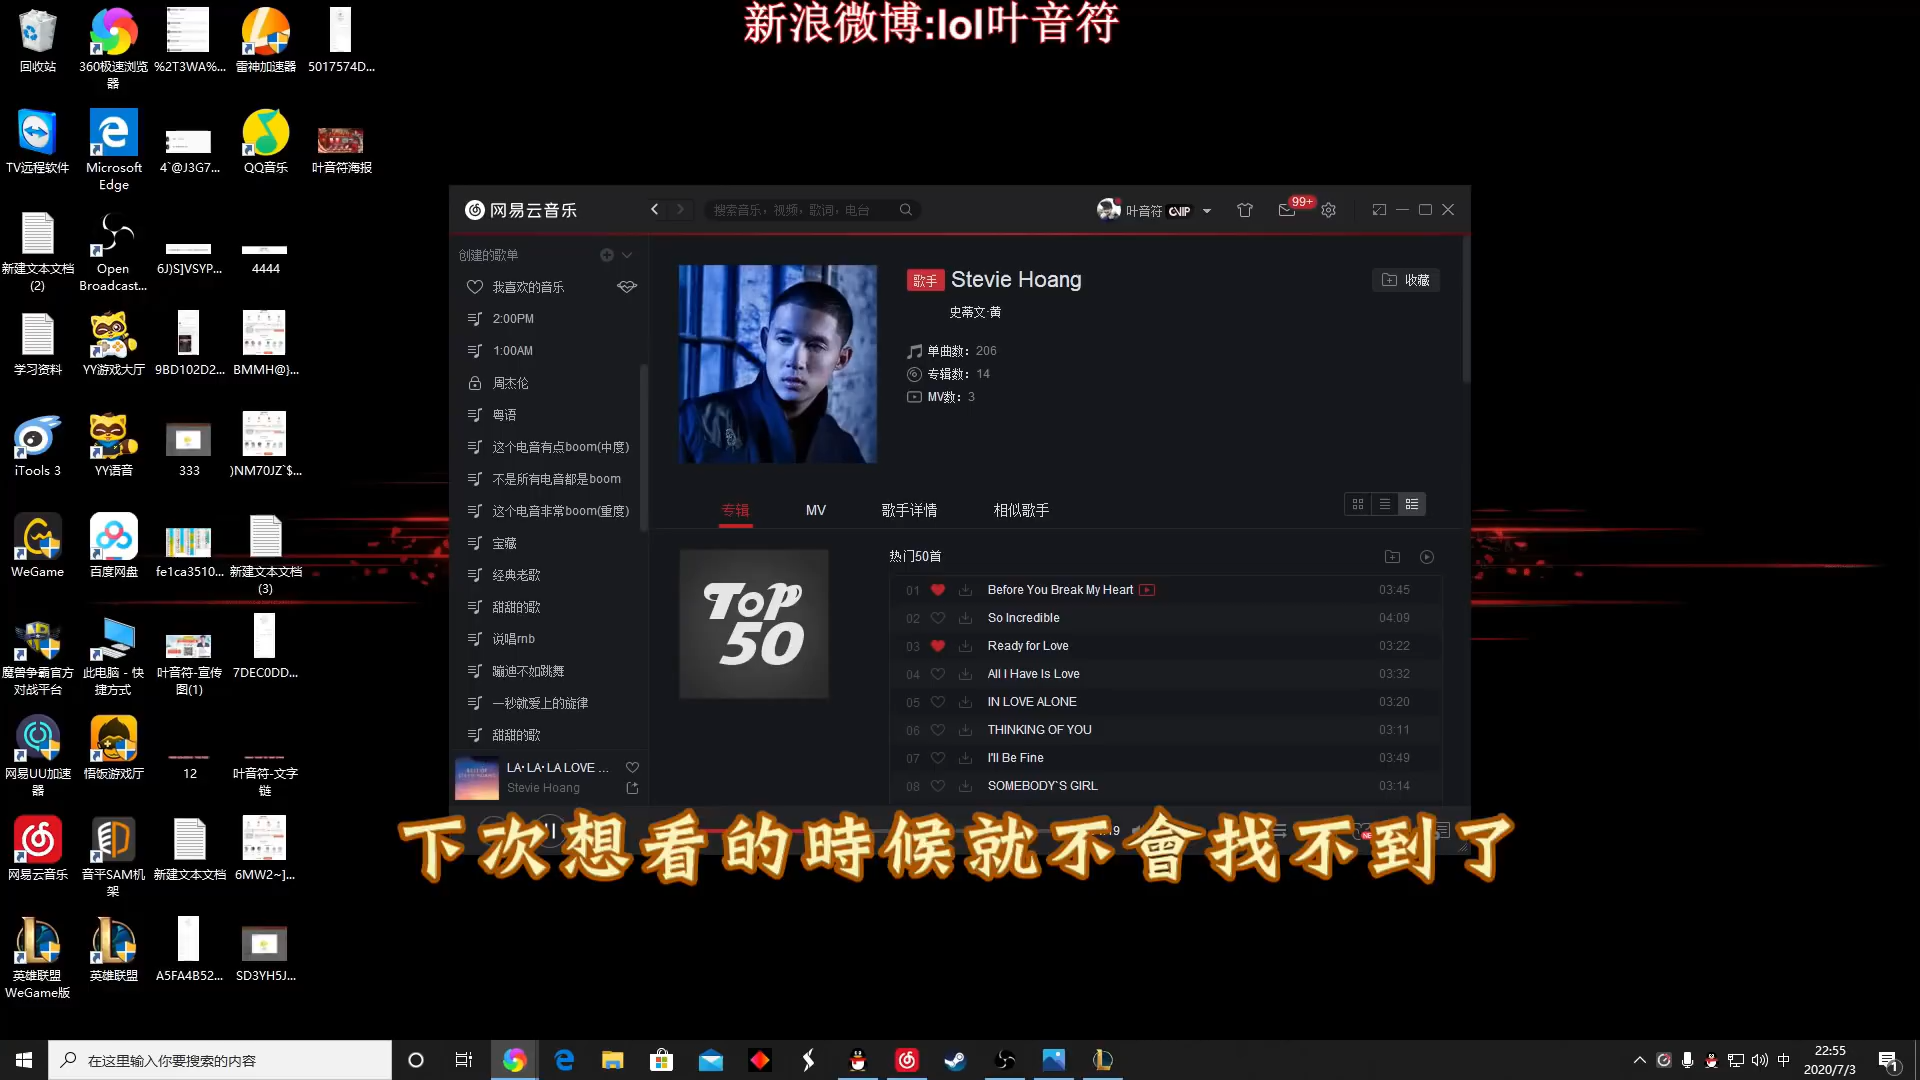 新浪微博:lol叶音符
回收站
360极速浏览器
%2T3WA%...
雷神加速器
5017574D...
TV远程软件
Microsoft Edge
4`@J3G7...
QQ音乐
叶音符海报
新建文本文档 (2)
Open Broadcast...
6J)S]VSYP...
4444
学习资料
YY游戏大厅
9BD102D2...
BMMH@}...
iTools 3
YY语音
333
)NM70JZ`$...
WeGame
百度网盘
fe1ca3510...
新建文本文档 (3)
魔兽争霸官方对战平台
此电脑 - 快捷方式
叶音符-宣传图(1)
7DEC0DD...
网易UU加速器
悟饭游戏厅
12
叶音符-文字链
网易云音乐
音平SAM机架
新建文本文档
6MW2~]...
英雄联盟WeGame版
英雄联盟
A5FA4B52...
SD3YH5J...
网易云音乐
搜索音乐，视频，歌词，电台
叶音符
CVIP
99+
创建的歌单
我喜欢的音乐
2:00PM
1:00AM
周杰伦
粤语
这个电音有点boom(中度)
不是所有电音都是boom
这个电音非常boom(重度)
宝藏
经典老歌
甜甜的歌
说唱rnb
蹦迪不如跳舞
一秒就爱上的旋律
甜甜的歌
LA·LA·LA LOVE ...
Stevie Hoang
歌手 Stevie Hoang
收藏
史蒂文·黄
单曲数: 206
专辑数: 14
MV数: 3
专辑 MV 歌手详情 相似歌手
Top 50
热门50首
01 Before You Break My Heart 03:45
02 So Incredible 04:09
03 Ready for Love 03:22
04 All I Have Is Love 03:32
05 IN LOVE ALONE 03:20
06 THINKING OF YOU 03:11
07 I'll Be Fine 03:49
08 SOMEBODY`S GIRL 03:14
下次想看的時候就不會找不到了
在这里输入你要搜索的内容
中
22:55
2020/7/3
1